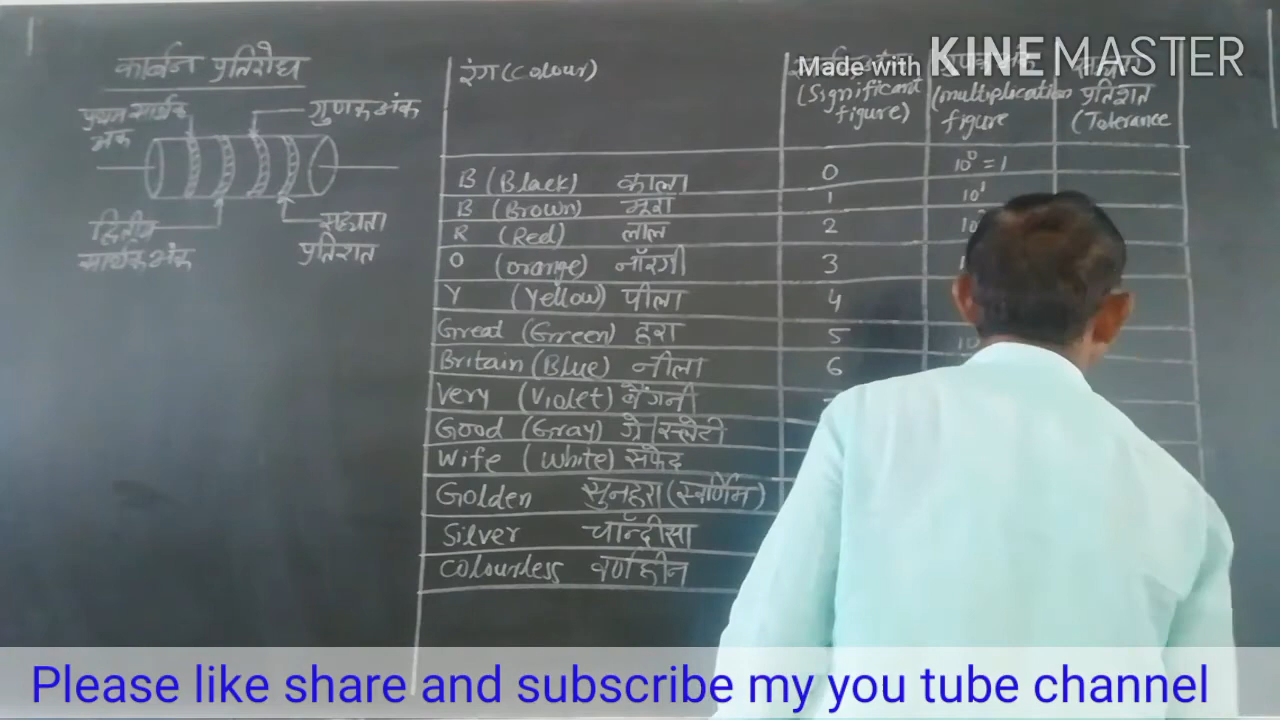 कार्बन प्रतिरोध
प्रथम सार्थक
अंक
गुणक अंक
द्वितीय
सार्थक अंक
सह्यता
प्रतिशत
रंग (Colour)
Made with KINEMASTER
(Significant
figure)
(multiplication
figure
प्रतिशत
(Tolerance
B (Black) काला 0 10⁰ = 1
B (Brown) भूरा 1 10¹
R (Red) लाल 2 10
O (orange) नॉरंगी 3
Y (Yellow) पीला 4
Great (Green) हरा 5 10
Britain (Blue) नीला 6
Very (Violet) बैंगनी
Good (Gray) ग्रे/स्लेटी
Wife (White) सफेद
Golden सुनहरा (स्वर्णिम)
Silver चाँन्दीसा
Colourless वर्णहीन
Please like share and subscribe my you tube channel